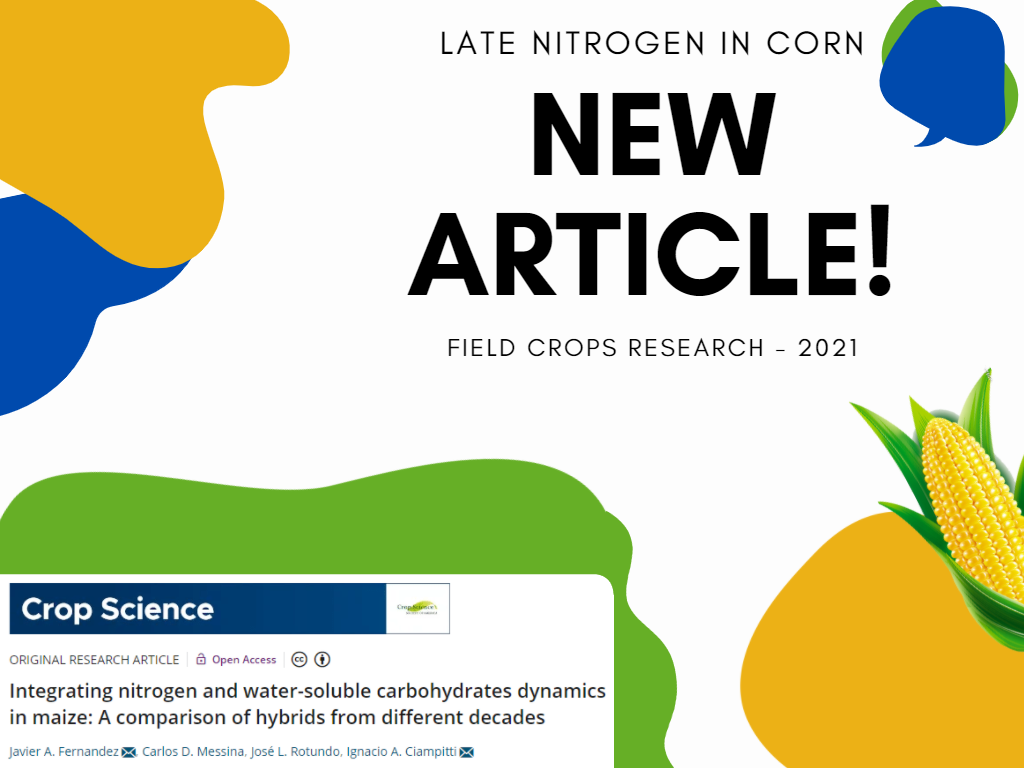 LATE NITROGEN IN CORN
NEW
ARTICLE!
FIELD CROPS RESEARCH – 2021
Crop Science
ORIGINAL RESEARCH ARTICLE Open Access cc
Integrating nitrogen and water-soluble carbohydrates dynamics
in maize: A comparison of hybrids from different decades
Javier A. Fernandez, Carlos D. Messina, José L. Rotundo, Ignacio A. Ciampitti